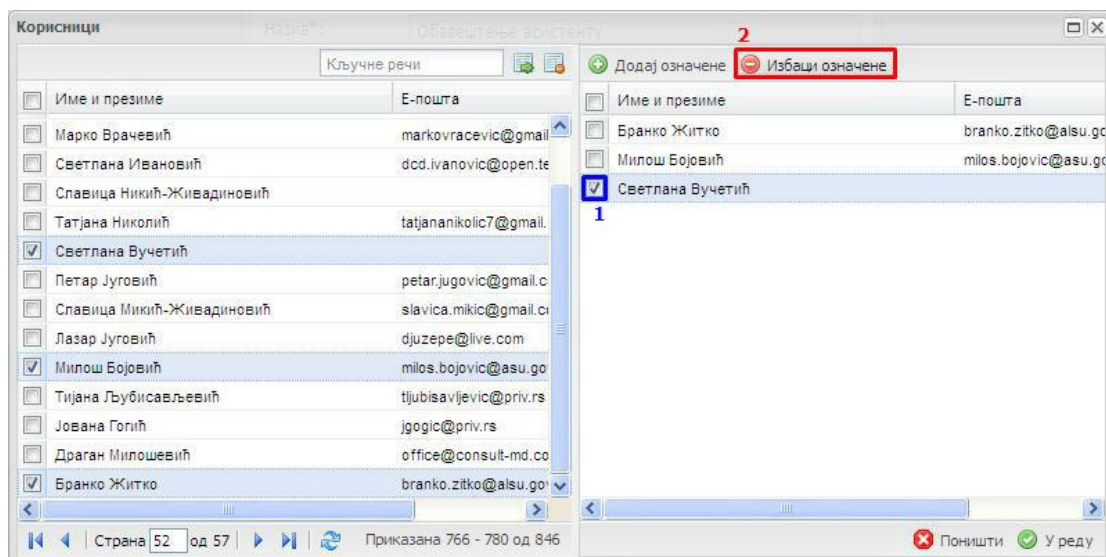 Корисници
Назив*:
Обавештење асистенту
2
Кључне речи
Додај означене
Избаци означене
Име и презиме Е-пошта
Марко Врачевић markovracevic@gmail
Светлана Ивановић dcd.ivanovic@open.te
Славица Никић-Живадиновић
Татјана Николић tatjananikolic7@gmail.
Светлана Вучетић
Петар Југовић petar.jugovic@gmail.c
Славица Микић-Живадиновић slavica.mikic@gmail.c
Лазар Југовић djuzepe@live.com
Милош Бојовић milos.bojovic@asu.go
Тијана Љубисављевић tljubisavljevic@priv.rs
Јована Гогић jgogic@priv.rs
Драган Милошевић office@consult-md.co
Бранко Житко branko.zitko@alsu.go
Страна 52 од 57 Приказана 766 - 780 од 846
Име и презиме Е-пошта
Бранко Житко branko.zitko@alsu.go
Милош Бојовић milos.bojovic@asu.go
Светлана Вучетић
1
Поништи У реду